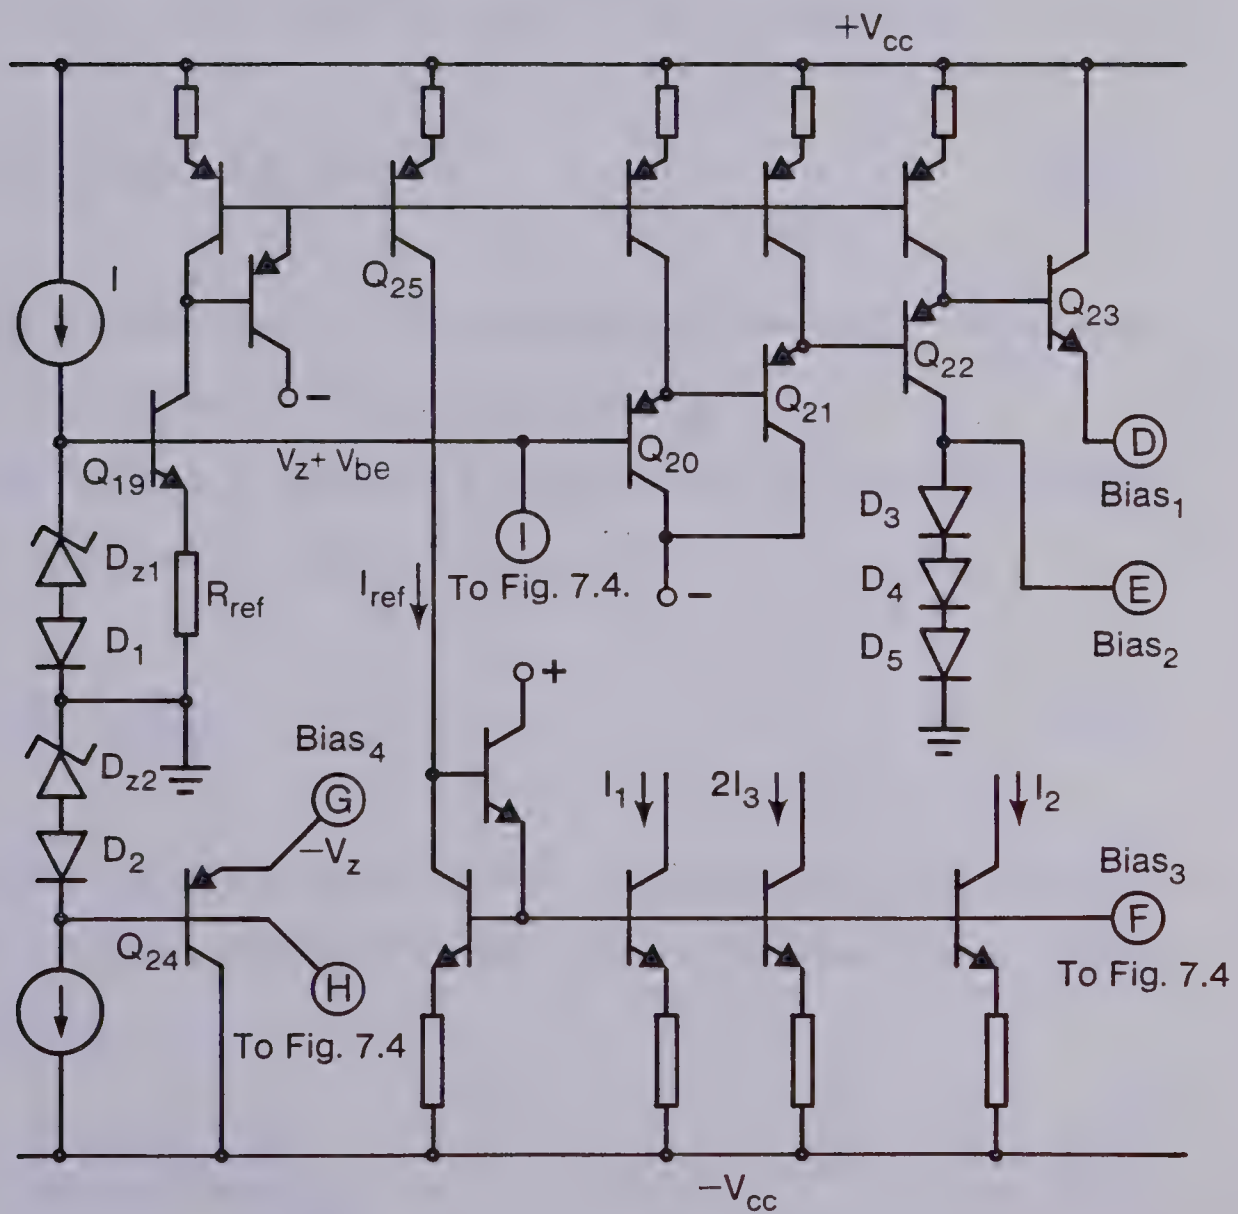 +Vcc
I
Q25
Q23
Q22
Q21
Q20
Q19
Vz + Vbe
−
D
Bias1
I
To Fig. 7.4.
Dz1
Rref
Iref
D3
D4
D5
−
E
Bias2
D1
+
Bias4
G
−Vz
Dz2
D2
I1
2I3
I2
Bias3
F
To Fig. 7.4
Q24
H
To Fig. 7.4
−Vcc